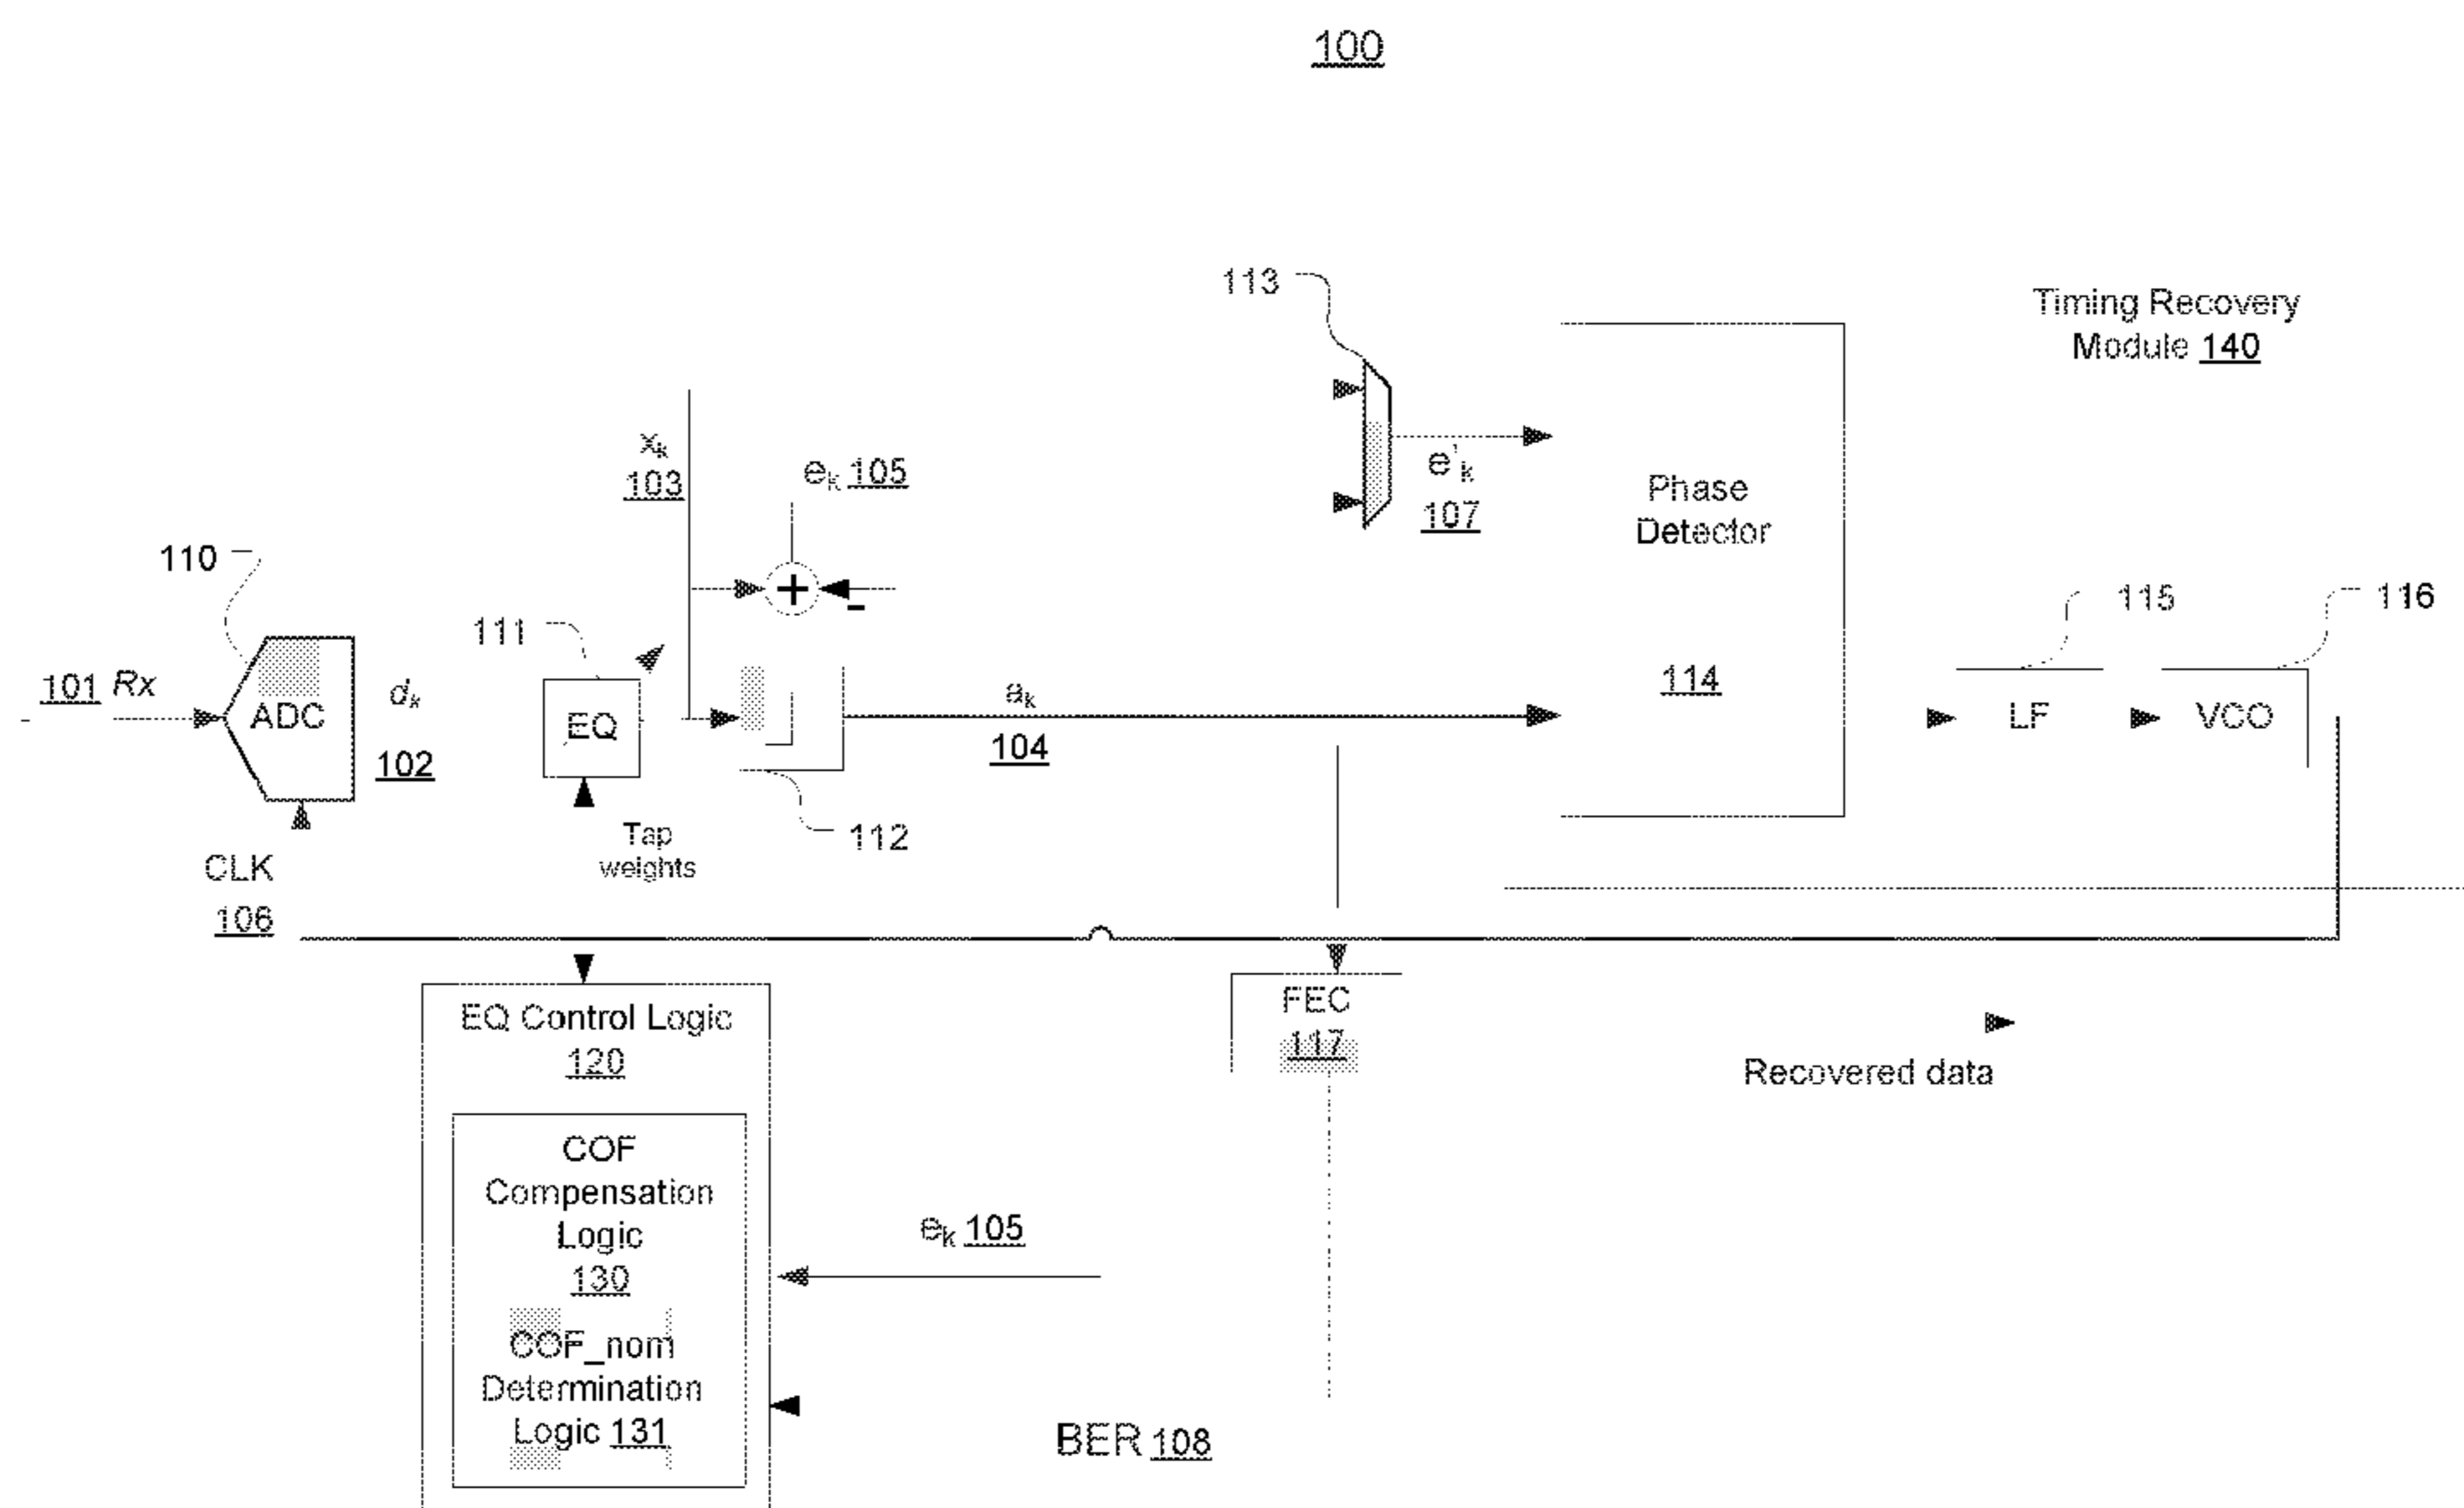 100
113
Timing Recovery
Module 140
xk
103
ek 105
e'k
107
Phase
Detector
114
110
111
115
116
101 Rx
ADC
dk
102
EQ
ak
104
LF
VCO
Tap
weights
112
CLK
106
+
-
EQ Control Logic
120
FEC
117
Recovered data
COF
Compensation
Logic
130
ek 105
COF_nom
Determination
Logic 131
BER 108